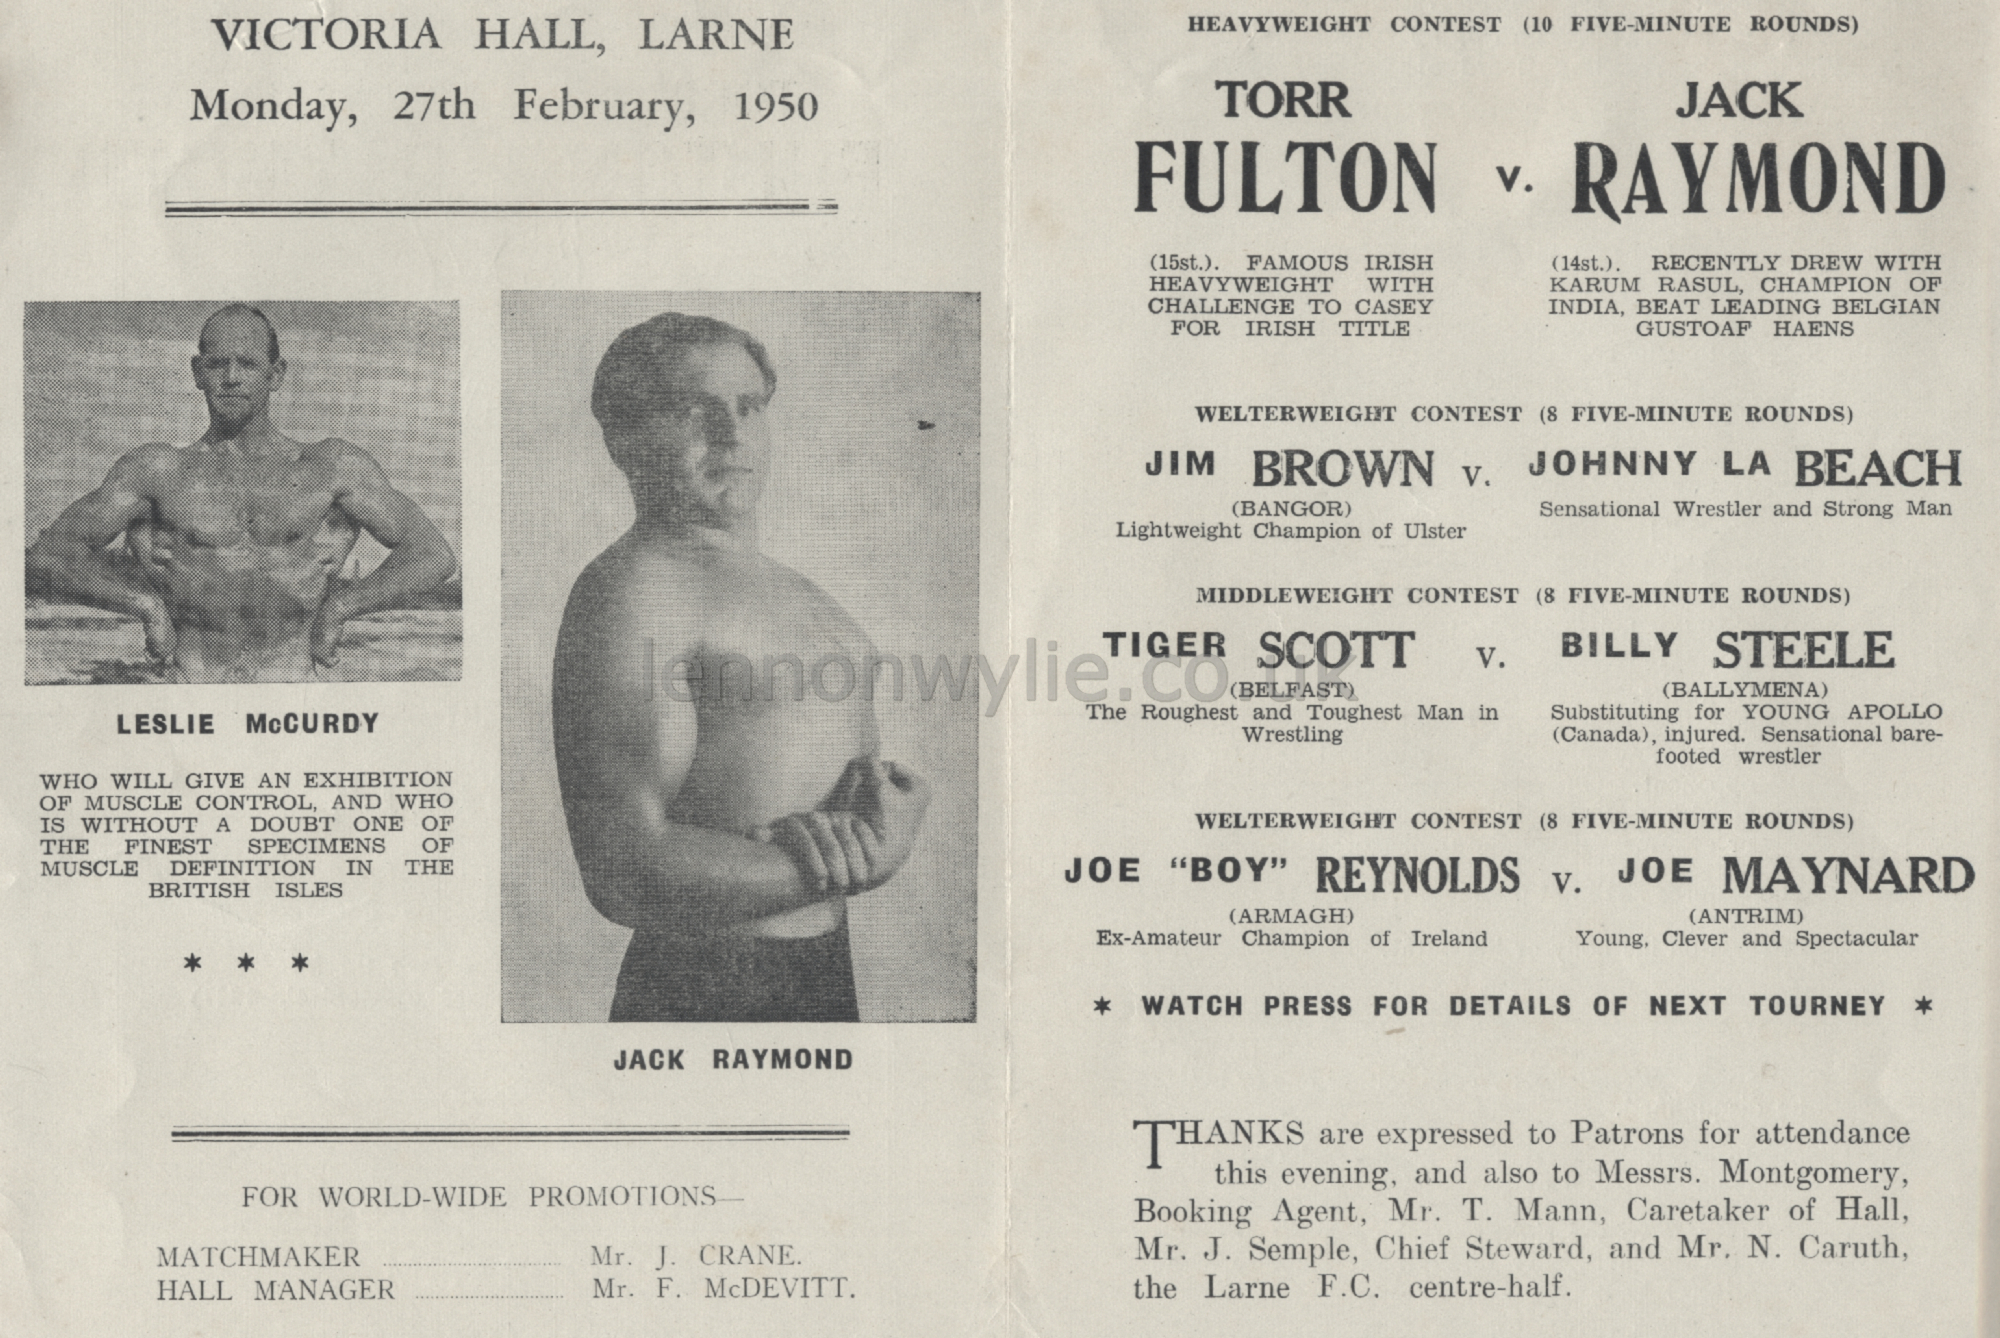 VICTORIA HALL, LARNE
Monday, 27th February, 1950
LESLIE McCURDY
WHO WILL GIVE AN EXHIBITION
OF MUSCLE CONTROL, AND WHO
IS WITHOUT A DOUBT ONE OF
THE FINEST SPECIMENS OF
MUSCLE DEFINITION IN THE
BRITISH ISLES
* * *
JACK RAYMOND
FOR WORLD-WIDE PROMOTIONS—
MATCHMAKER .............................. Mr. J. CRANE.
HALL MANAGER .............................. Mr. F. McDEVITT.
HEAVYWEIGHT CONTEST (10 FIVE-MINUTE ROUNDS)
TORR JACK
FULTON v. RAYMOND
(15st.). FAMOUS IRISH
HEAVYWEIGHT WITH
CHALLENGE TO CASEY
FOR IRISH TITLE
(14st.). RECENTLY DREW WITH
KARUM RASUL, CHAMPION OF
INDIA, BEAT LEADING BELGIAN
GUSTOAF HAENS
WELTERWEIGHT CONTEST (8 FIVE-MINUTE ROUNDS)
JIM BROWN v. JOHNNY LA BEACH
(BANGOR)
Lightweight Champion of Ulster
Sensational Wrestler and Strong Man
MIDDLEWEIGHT CONTEST (8 FIVE-MINUTE ROUNDS)
TIGER SCOTT v. BILLY STEELE
(BELFAST)
The Roughest and Toughest Man in
Wrestling
(BALLYMENA)
Substituting for YOUNG APOLLO
(Canada), injured. Sensational bare-
footed wrestler
WELTERWEIGHT CONTEST (8 FIVE-MINUTE ROUNDS)
JOE "BOY" REYNOLDS v. JOE MAYNARD
(ARMAGH)
Ex-Amateur Champion of Ireland
(ANTRIM)
Young, Clever and Spectacular
* WATCH PRESS FOR DETAILS OF NEXT TOURNEY *
THANKS are expressed to Patrons for attendance
this evening, and also to Messrs. Montgomery,
Booking Agent, Mr. T. Mann, Caretaker of Hall,
Mr. J. Semple, Chief Steward, and Mr. N. Caruth,
the Larne F.C. centre-half.
lennonwylie.co.uk